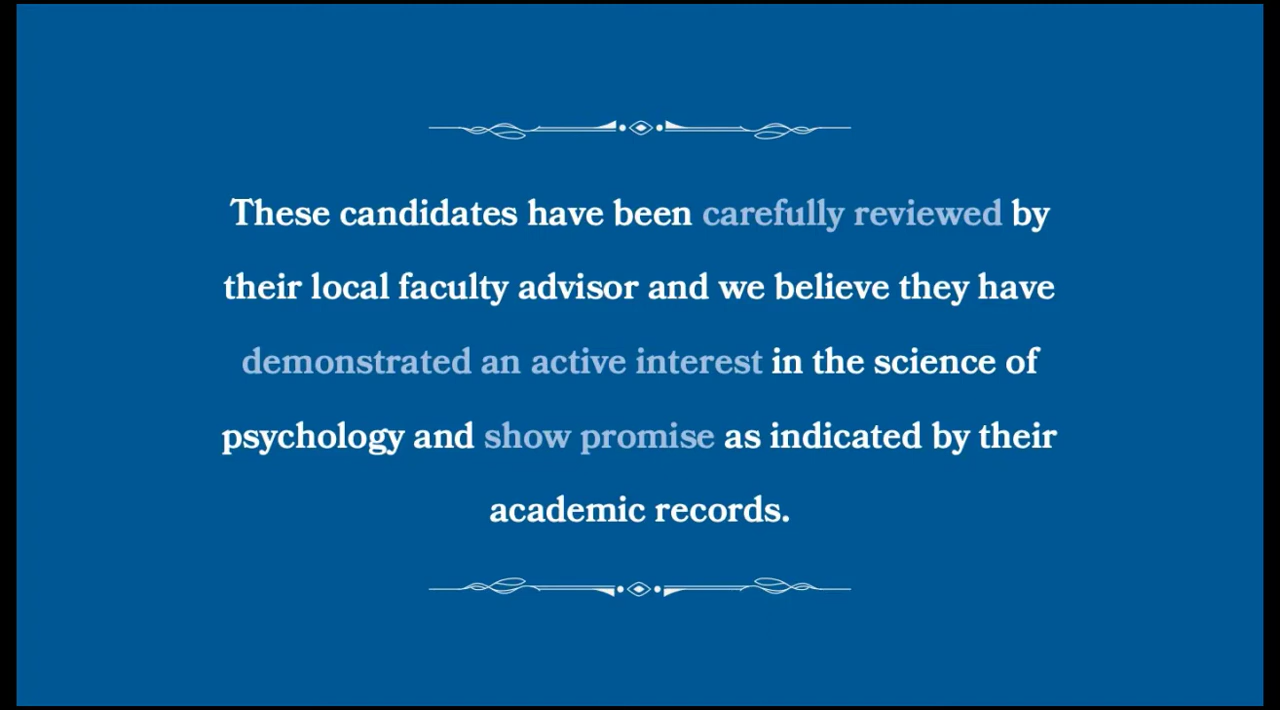 These candidates have been carefully reviewed by
their local faculty advisor and we believe they have
demonstrated an active interest in the science of
psychology and show promise as indicated by their
academic records.